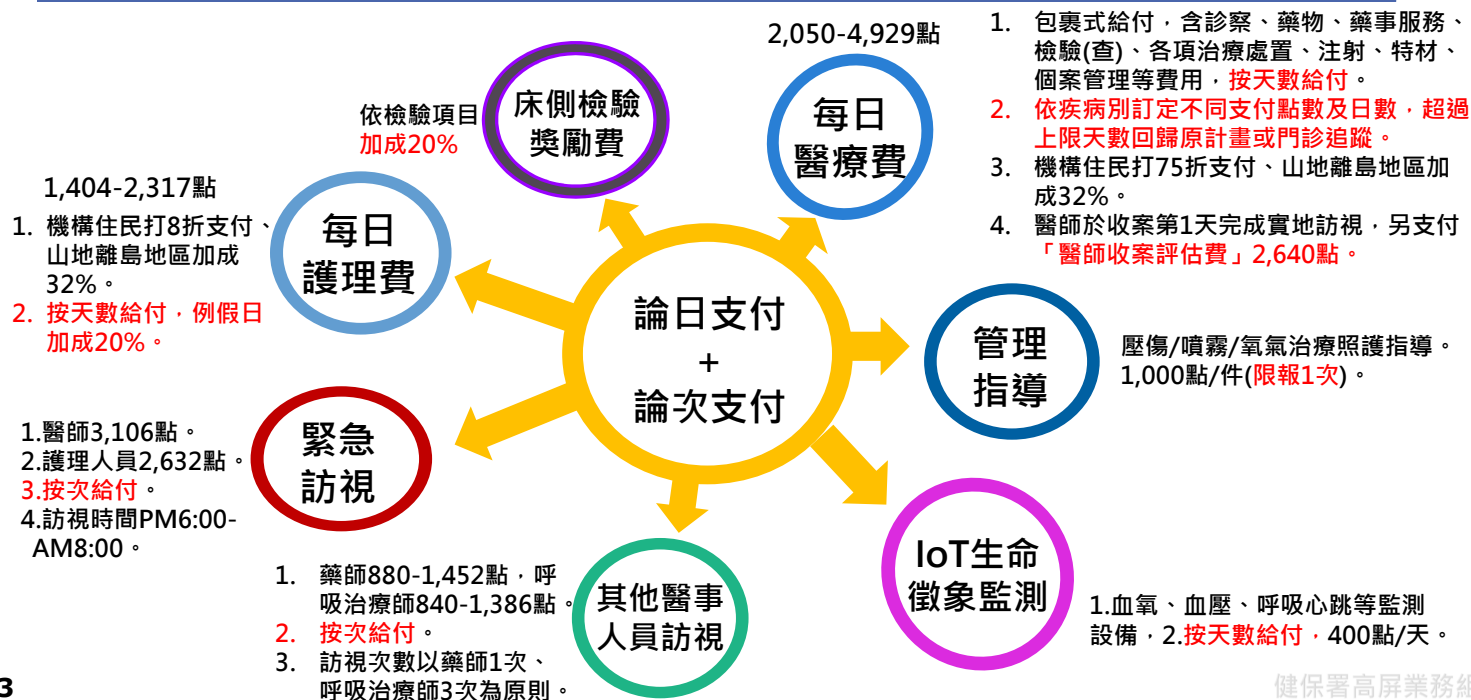 2,050-4,929點
每日
醫療費
1. 包裹式給付，含診察、藥物、藥事服務、
檢驗(查)、各項治療處置、注射、特材、
個案管理等費用，按天數給付。
2. 依疾病別訂定不同支付點數及日數，超過
上限天數回歸原計畫或門診追蹤。
3. 機構住民打75折支付、山地離島地區加
成32%。
4. 醫師於收案第1天完成實地訪視，另支付
「醫師收案評估費」2,640點。
依檢驗項目
加成20%
床側檢驗
獎勵費
1,404-2,317點
1. 機構住民打8折支付、
山地離島地區加成
32%。
2. 按天數給付，例假日
加成20%。
每日
護理費
論日支付
+
論次支付
管理
指導
壓傷/噴霧/氧氣治療照護指導。
1,000點/件(限報1次)。
1.醫師3,106點。
2.護理人員2,632點。
3.按次給付。
4.訪視時間PM6:00-
AM8:00。
緊急
訪視
1. 藥師880-1,452點，呼
吸治療師840-1,386點。
2. 按次給付。
3. 訪視次數以藥師1次、
呼吸治療師3次為原則。
其他醫事
人員訪視
IoT生命
徵象監測
1.血氧、血壓、呼吸心跳等監測
設備，2.按天數給付，400點/天。
3
健保署高屏業務組